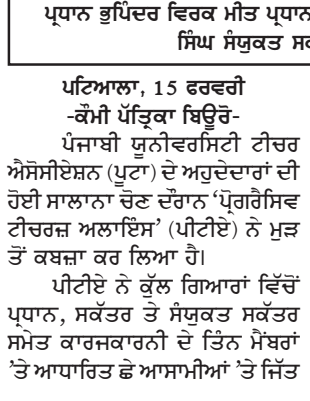 ਪ੍ਰਧਾਨ ਭੁਪਿੰਦਰ ਵਿਰਕ ਮੀਤ ਪ੍ਰਧਾਨ
ਸਿੰਘ ਸੰਯੁਕਤ
ਪਟਿਆਲਾ, 15 ਫਰਵਰੀ
-ਕੌਮੀ ਪੱਤ੍ਰਿਕਾ ਬਿਊਰੋ-
ਪੰਜਾਬੀ ਯੂਨੀਵਰਸਿਟੀ ਟੀਚਰ
ਐਸੋਸੀਏਸ਼ਨ (ਪੂਟਾ) ਦੇ ਅਹੁਦੇਦਾਰਾਂ ਦੀ
ਹੋਈ ਸਾਲਾਨਾ ਚੋਣ ਦੌਰਾਨ ‘ਪ੍ਰੋਗਰੈਸਿਵ
ਟੀਚਰਜ਼ ਅਲਾਇੰਸ’ (ਪੀਟੀਏ) ਨੇ ਮੁੜ
ਤੋਂ ਕਬਜ਼ਾ ਕਰ ਲਿਆ ਹੈ।
ਪੀਟੀਏ ਨੇ ਕੁੱਲ ਗਿਆਰਾਂ ਵਿੱਚੋਂ
ਪ੍ਰਧਾਨ, ਸਕੱਤਰ ਤੇ ਸੰਯੁਕਤ ਸਕੱਤਰ
ਸਮੇਤ ਕਾਰਜਕਾਰਨੀ ਦੇ ਤਿੰਨ ਮੈਂਬਰਾਂ
’ਤੇ ਆਧਾਰਿਤ ਛੇ ਆਸਾਮੀਆਂ ’ਤੇ ਜਿੱਤ